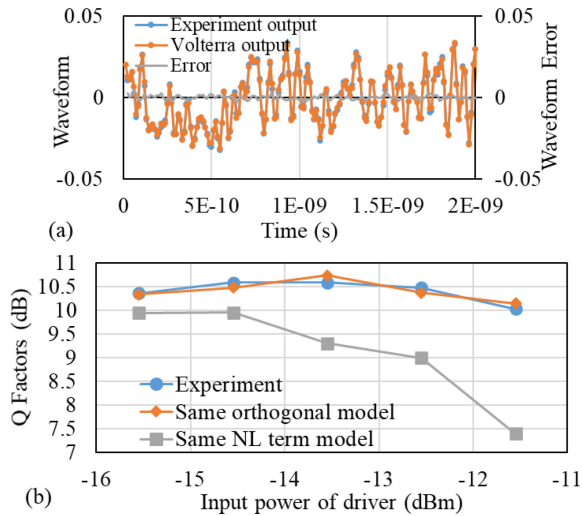 0.05
0.05
Experiment output
Volterra output
Error
Waveform
0
0
Waveform Error
-0.05
-0.05
0
5E-10
1E-09
1.5E-09
2E-09
Time (s)
(a)
11
10.5
10
9.5
9
8.5
8
7.5
7
Q Factors (dB)
Experiment
Same orthogonal model
Same NL term model
-16
-15
-14
-13
-12
-11
Input power of driver (dBm)
(b)